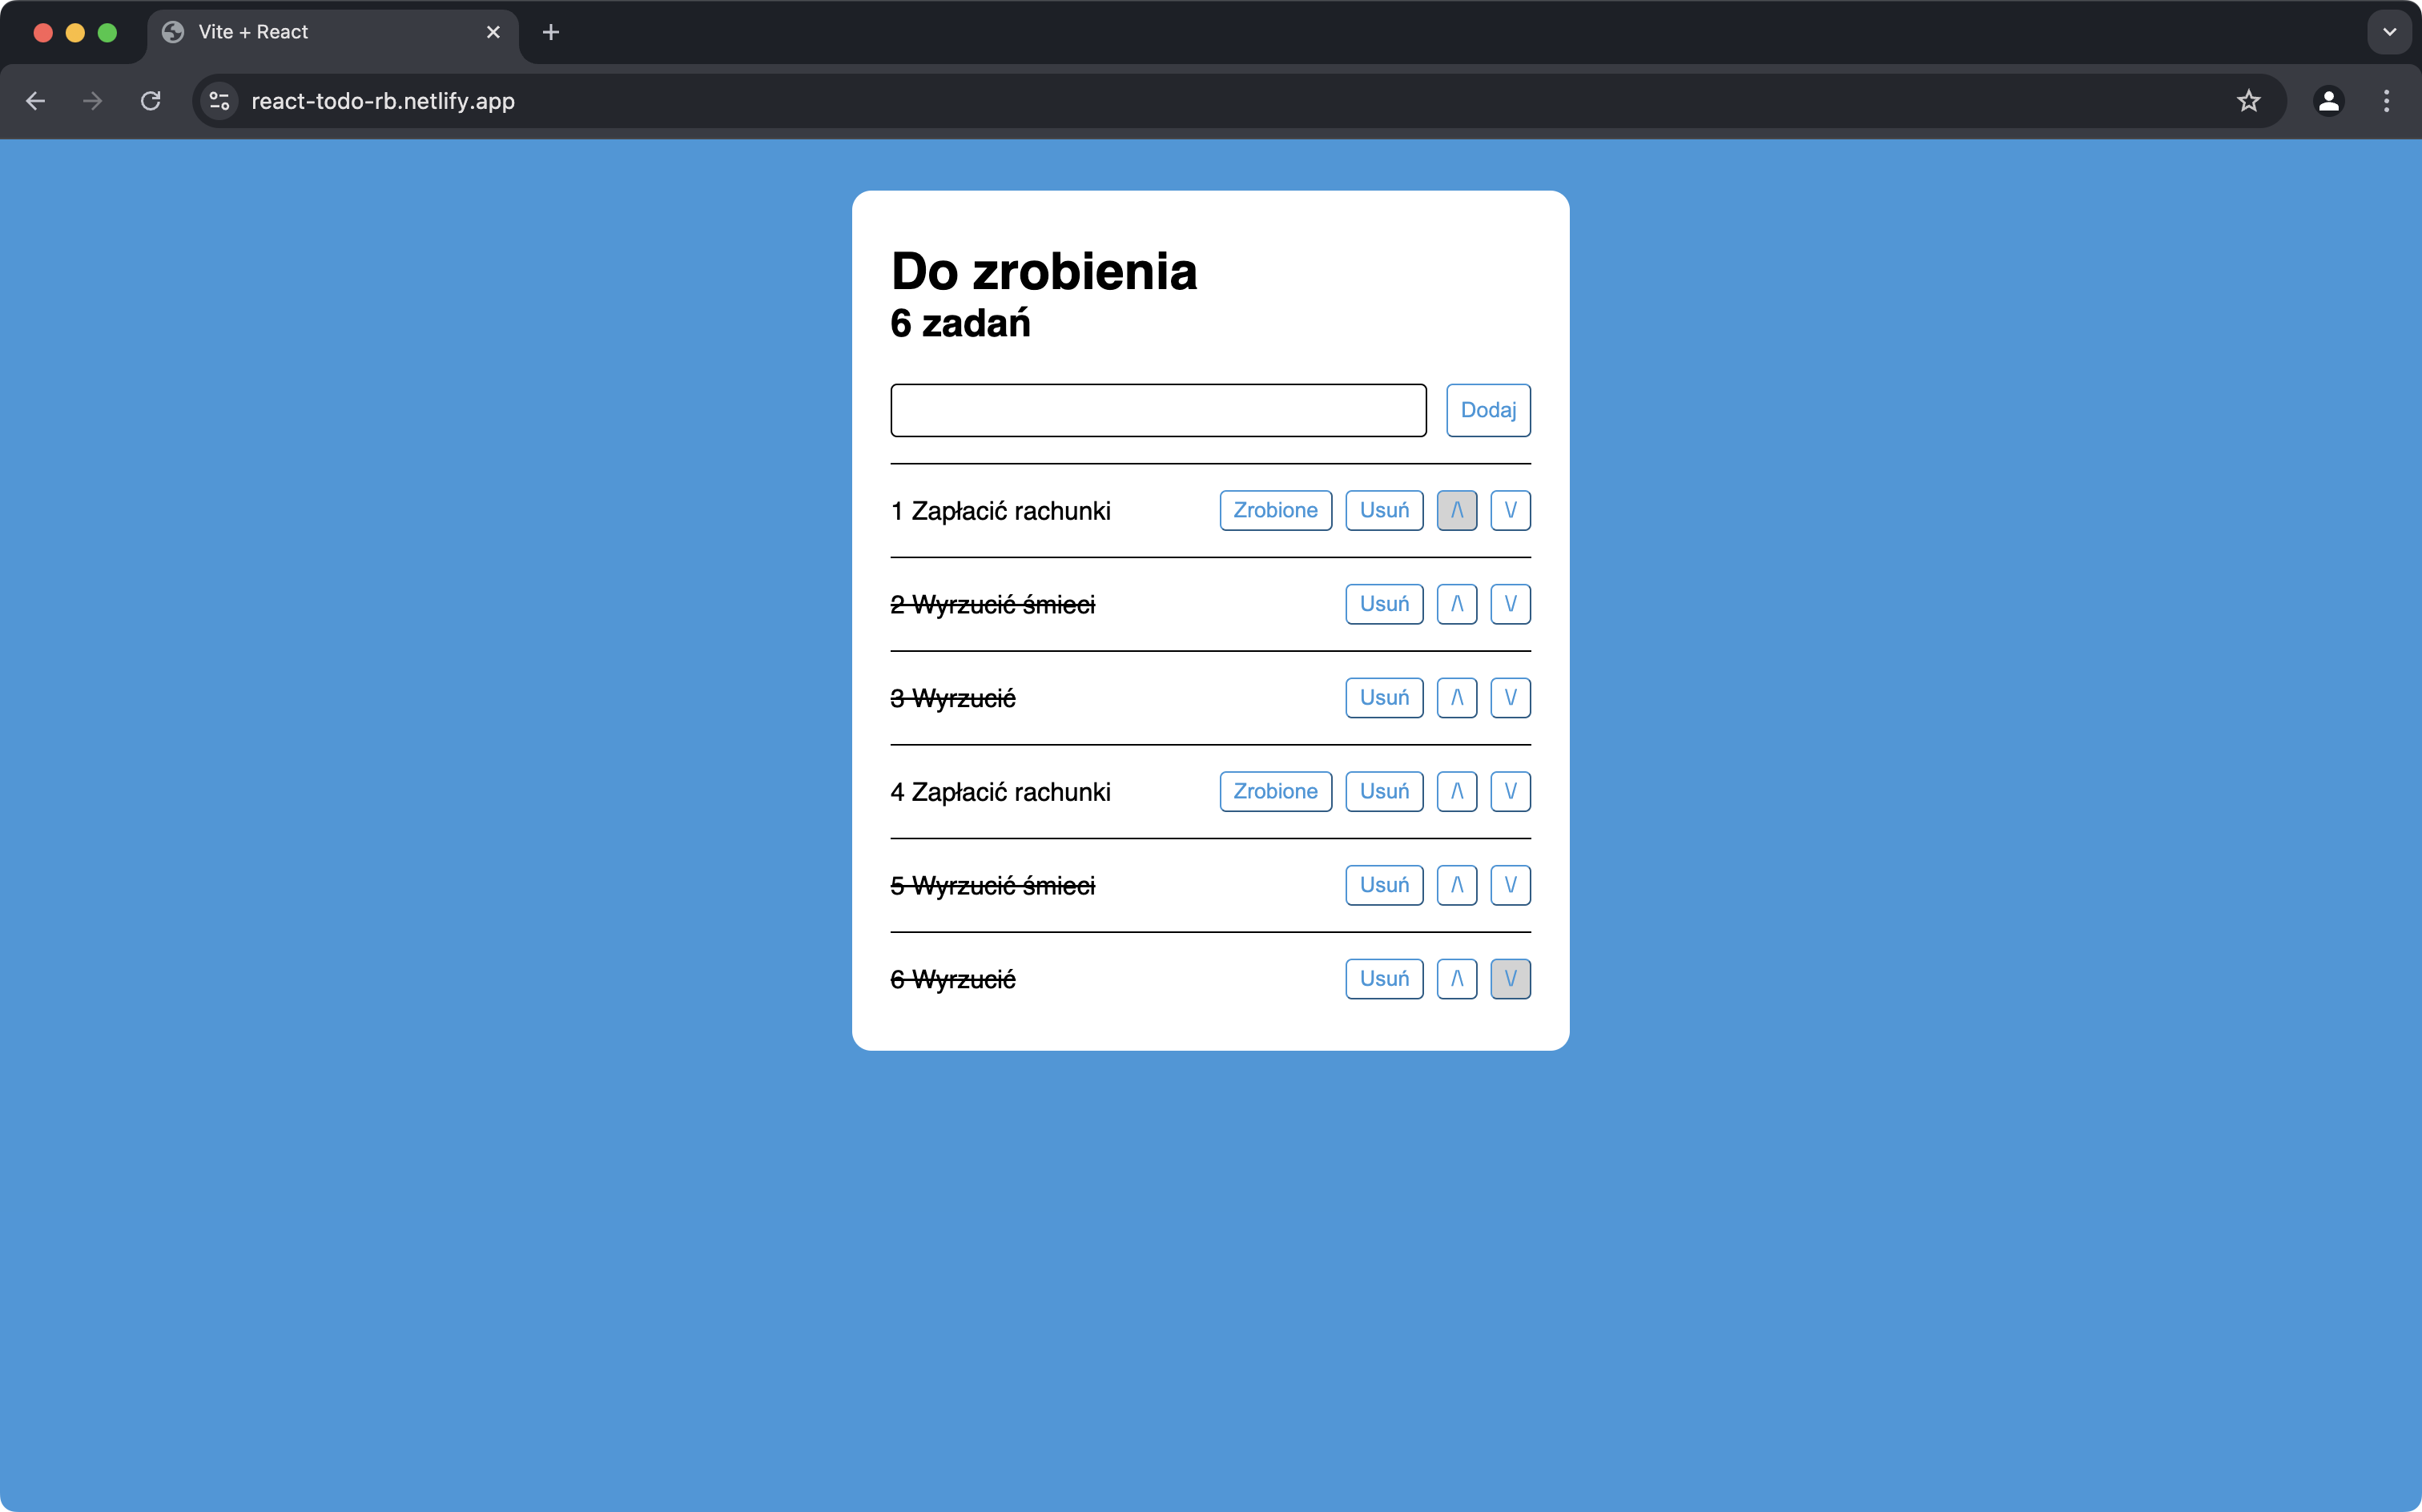 Vite + React
react-todo-rb.netlify.app
Do zrobienia
6 zadań
Dodaj
1 Zapłacić rachunki Zrobione Usuń /\ \/
2 Wyrzucić śmieci Usuń /\ \/
3 Wyrzucić Usuń /\ \/
4 Zapłacić rachunki Zrobione Usuń /\ \/
5 Wyrzucić śmieci Usuń /\ \/
6 Wyrzucić Usuń /\ \/